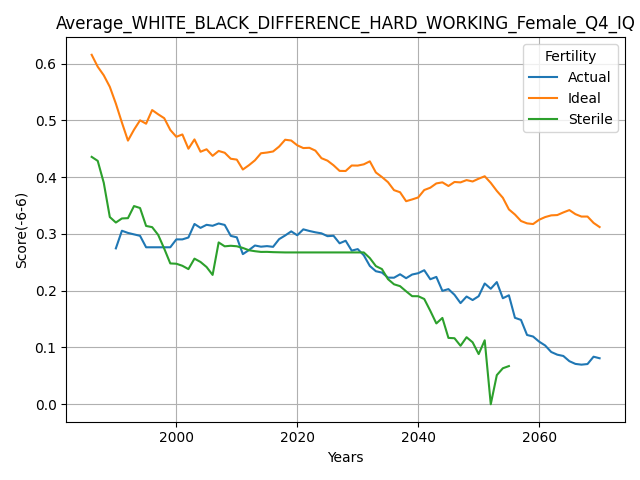 Average_WHITE_BLACK_DIFFERENCE_HARD_WORKING_Female_Q4_IQ
Fertility
Actual
Ideal
Sterile
Score(-6-6)
0.6
0.5
0.4
0.3
0.2
0.1
0.0
2000 2020 2040 2060
Years